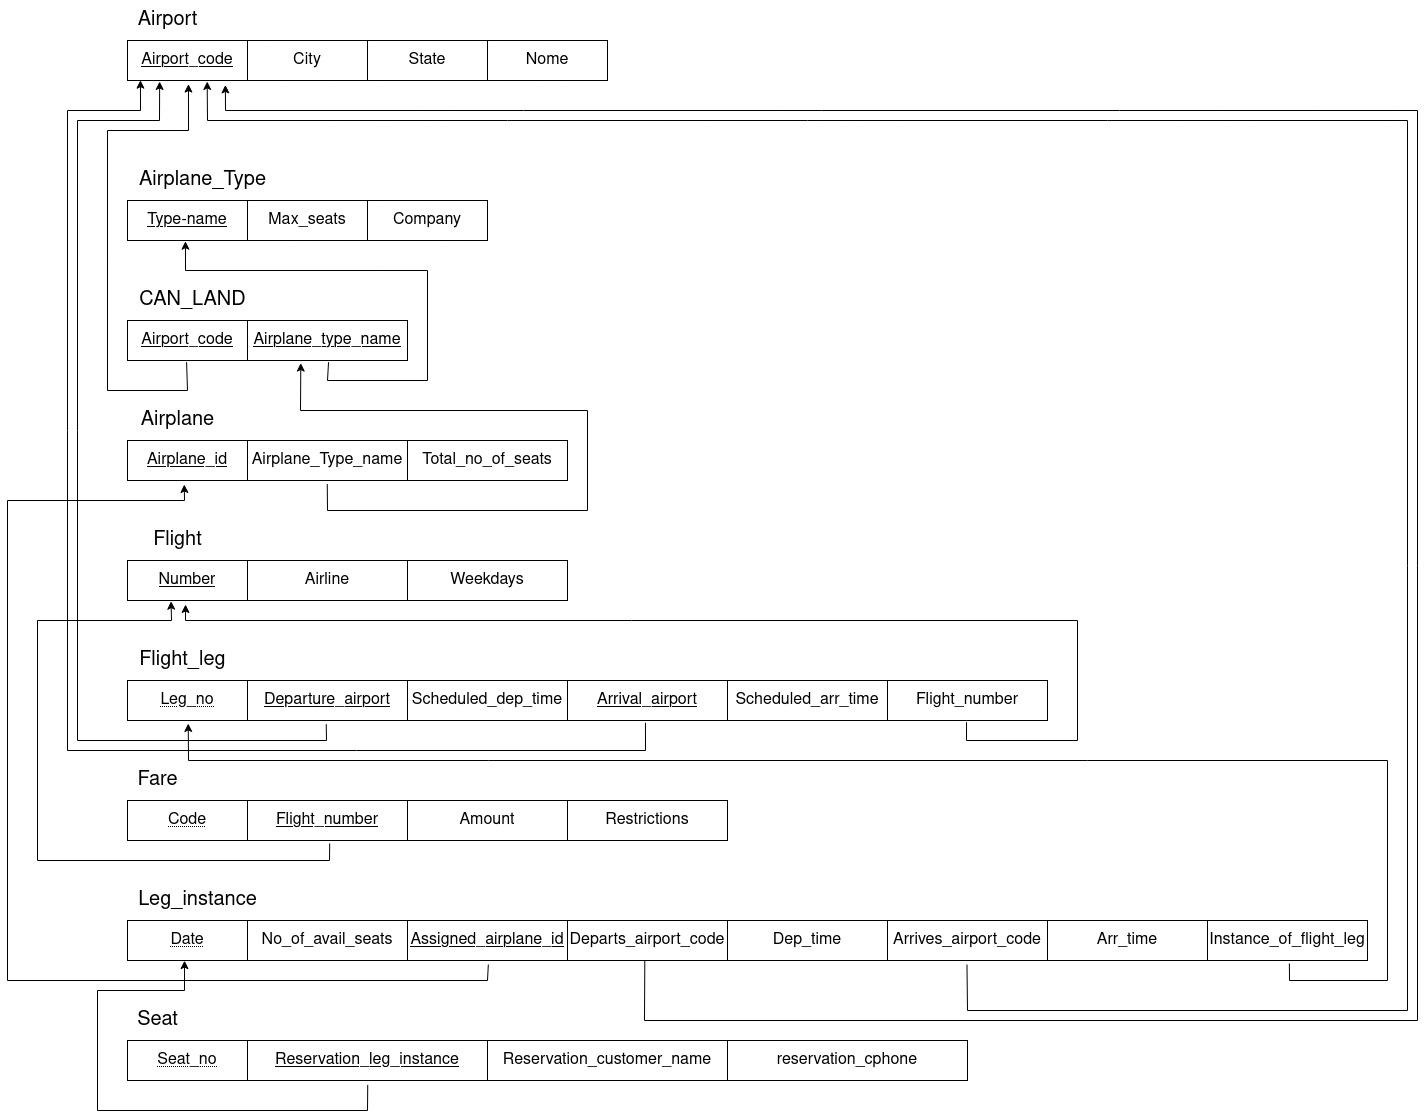 Airport
Airport_code City State Nome
Airplane_Type
Type-name Max_seats Company
CAN_LAND
Airport_code Airplane_type_name
Airplane
Airplane_id Airplane_Type_name Total_no_of_seats
Flight
Number Airline Weekdays
Flight_leg
Leg_no Departure_airport Scheduled_dep_time Arrival_airport Scheduled_arr_time Flight_number
Fare
Code Flight_number Amount Restrictions
Leg_instance
Date No_of_avail_seats Assigned_airplane_id Departs_airport_code Dep_time Arrives_airport_code Arr_time Instance_of_flight_leg
Seat
Seat_no Reservation_leg_instance Reservation_customer_name reservation_cphone